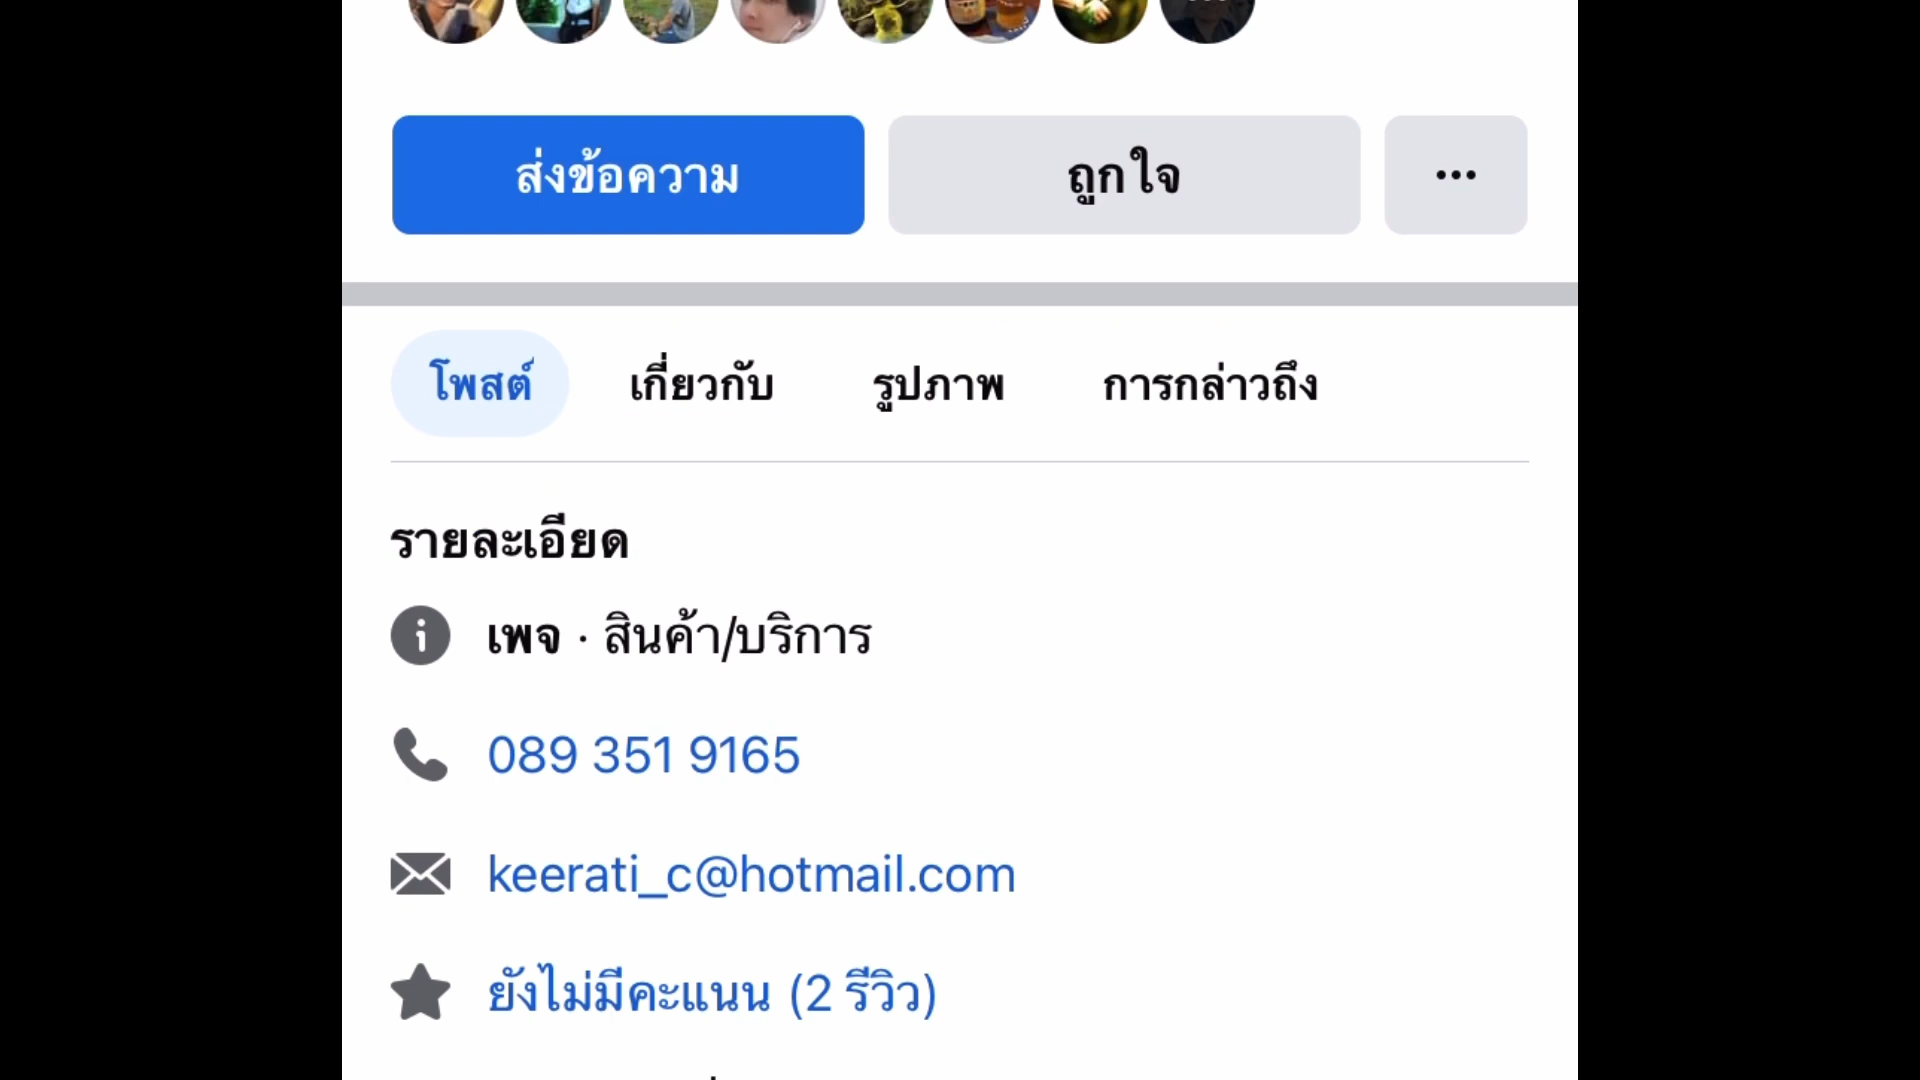 ส่งข้อความ ถูกใจ
โพสต์ เกี่ยวกับ รูปภาพ การกล่าวถึง
รายละเอียด
เพจ · สินค้า/บริการ
089 351 9165
keerati_c@hotmail.com
ยังไม่มีคะแนน (2 รีวิว)